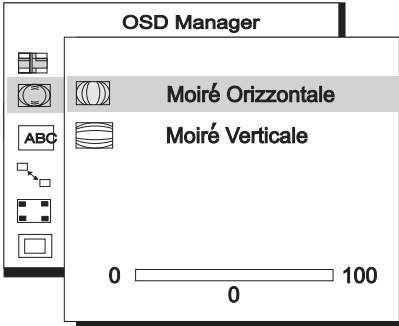 OSD Manager
Moiré Orizzontale
ABC
Moiré Verticale
0 100
0